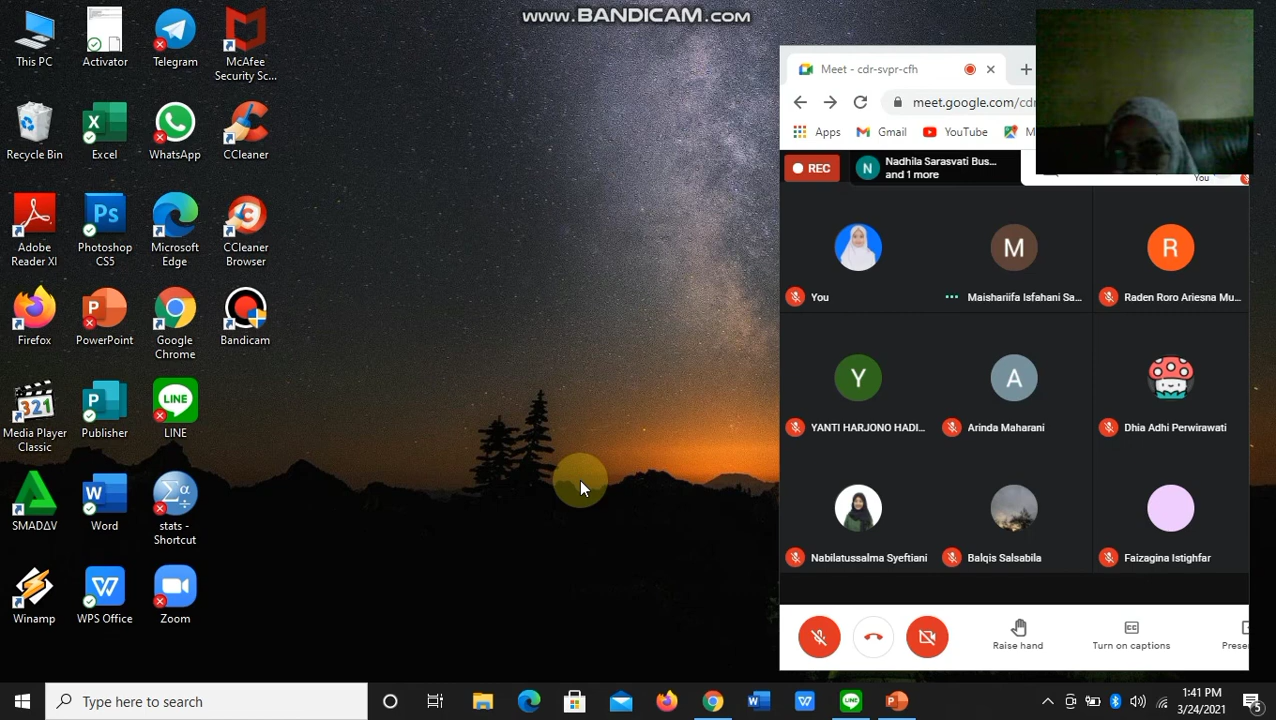 www.BANDICAM.com
This PC
Activator
Telegram
McAfee
Security Sc...
Recycle Bin
Excel
WhatsApp
CCleaner
Adobe
Reader XI
Photoshop
CS5
Microsoft
Edge
CCleaner
Browser
Firefox
PowerPoint
Google
Chrome
Bandicam
Media Player
Classic
Publisher
LINE
SMADΔV
Word
stats -
Shortcut
Winamp
WPS Office
Zoom
Meet - cdr-svpr-cfh
meet.google.com/cdr
Apps
Gmail
YouTube
M
REC
N
Nadhila Sarasvati Bus...
and 1 more
You
You
M
Maishariifa Isfahani Sa...
R
Raden Roro Ariesna Mu...
Y
YANTI HARJONO HADI...
A
Arinda Maharani
Dhia Adhi Perwirawati
Nabilatussalma Syeftiani
Balqis Salsabila
Faizagina Istighfar
Raise hand
Turn on captions
Prese
Type here to search
1:41 PM
3/24/2021
5